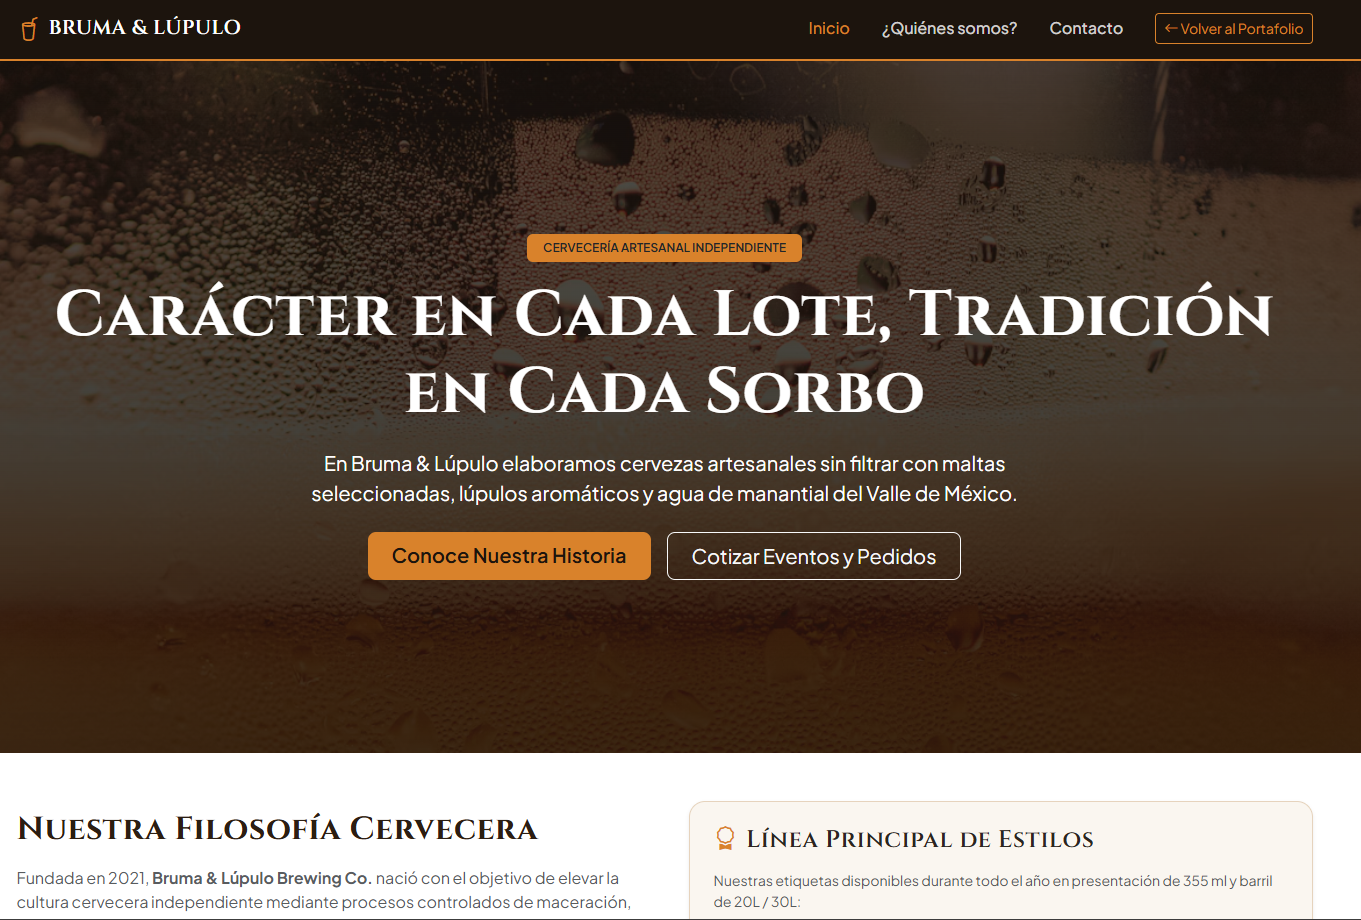 BRUMA & LÚPULO
Inicio
¿Quiénes somos?
Contacto
← Volver al Portafolio
CERVECERÍA ARTESANAL INDEPENDIENTE
Carácter en Cada Lote, Tradición
en Cada Sorbo
En Bruma & Lúpulo elaboramos cervezas artesanales sin filtrar con maltas
seleccionadas, lúpulos aromáticos y agua de manantial del Valle de México.
Conoce Nuestra Historia
Cotizar Eventos y Pedidos
Nuestra Filosofía Cervecera
Fundada en 2021, Bruma & Lúpulo Brewing Co. nació con el objetivo de elevar la
cultura cervecera independiente mediante procesos controlados de maceración,
Línea Principal de Estilos
Nuestras etiquetas disponibles durante todo el año en presentación de 355 ml y barril
de 20L / 30L: